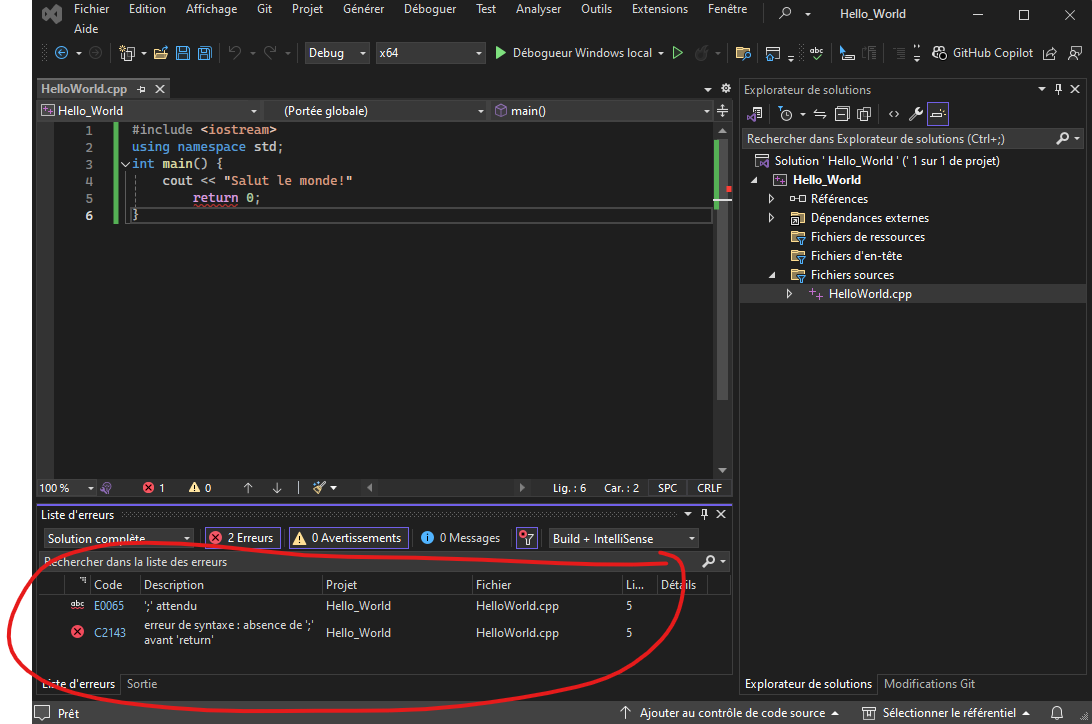 Fichier Edition Affichage Git Projet Générer Déboguer Test Analyser Outils Extensions Fenêtre Hello_World
Aide
Debug x64 Débogueur Windows local abc GitHub Copilot
HelloWorld.cpp
Hello_World (Portée globale) main()
1 #include <iostream>
2 using namespace std;
3 int main() {
4 cout << "Salut le monde!"
5 return 0;
6 }
100 % 1 0 Lig. : 6 Car. : 2 SPC CRLF
Liste d'erreurs
Solution complète 2 Erreurs 0 Avertissements 0 Messages Build + IntelliSense
Rechercher dans la liste des erreurs
Code Description Projet Fichier Li... Détails
abc E0065 ';' attendu Hello_World HelloWorld.cpp 5
C2143 erreur de syntaxe : absence de ';' Hello_World HelloWorld.cpp 5
avant 'return'
Liste d'erreurs Sortie
Explorateur de solutions
Rechercher dans Explorateur de solutions (Ctrl+;)
Solution ' Hello_World ' (' 1 sur 1 de projet)
Hello_World
Références
Dépendances externes
Fichiers de ressources
Fichiers d'en-tête
Fichiers sources
HelloWorld.cpp
Explorateur de solutions Modifications Git
Prêt Ajouter au contrôle de code source Sélectionner le référentiel